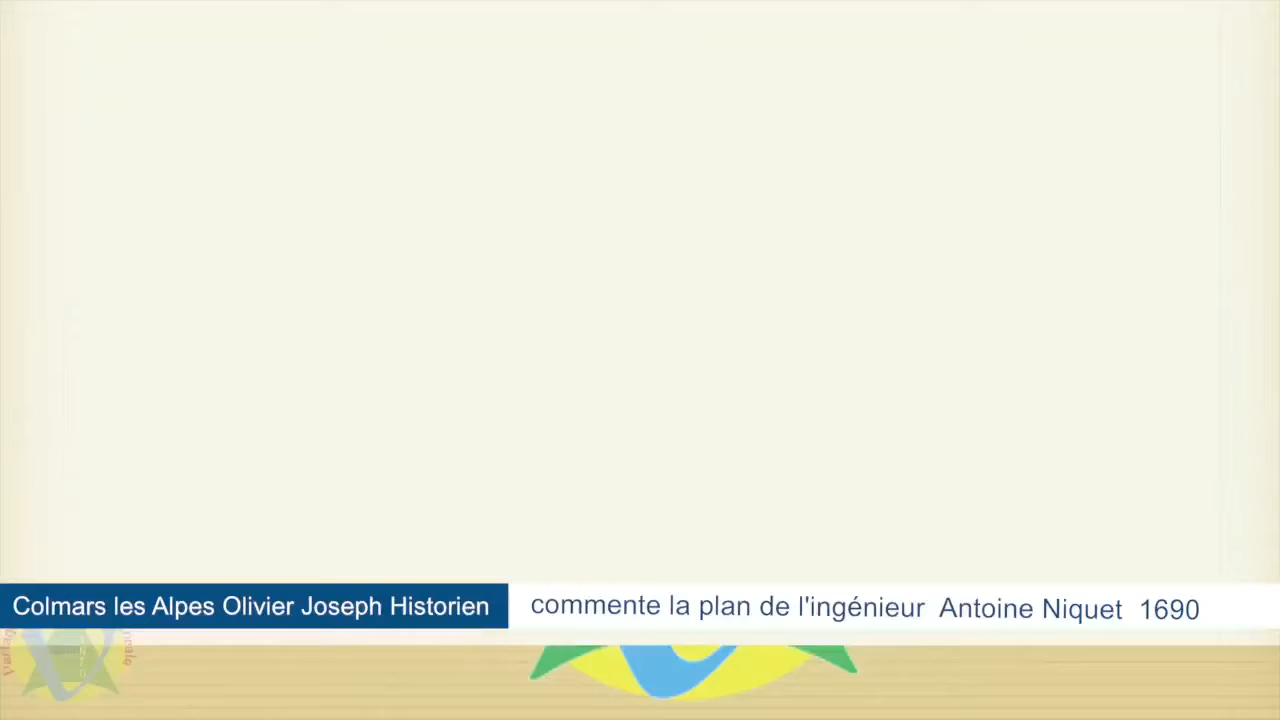 Colmars les Alpes Olivier Joseph Historien
commente la plan de l'ingénieur Antoine Niquet 1690